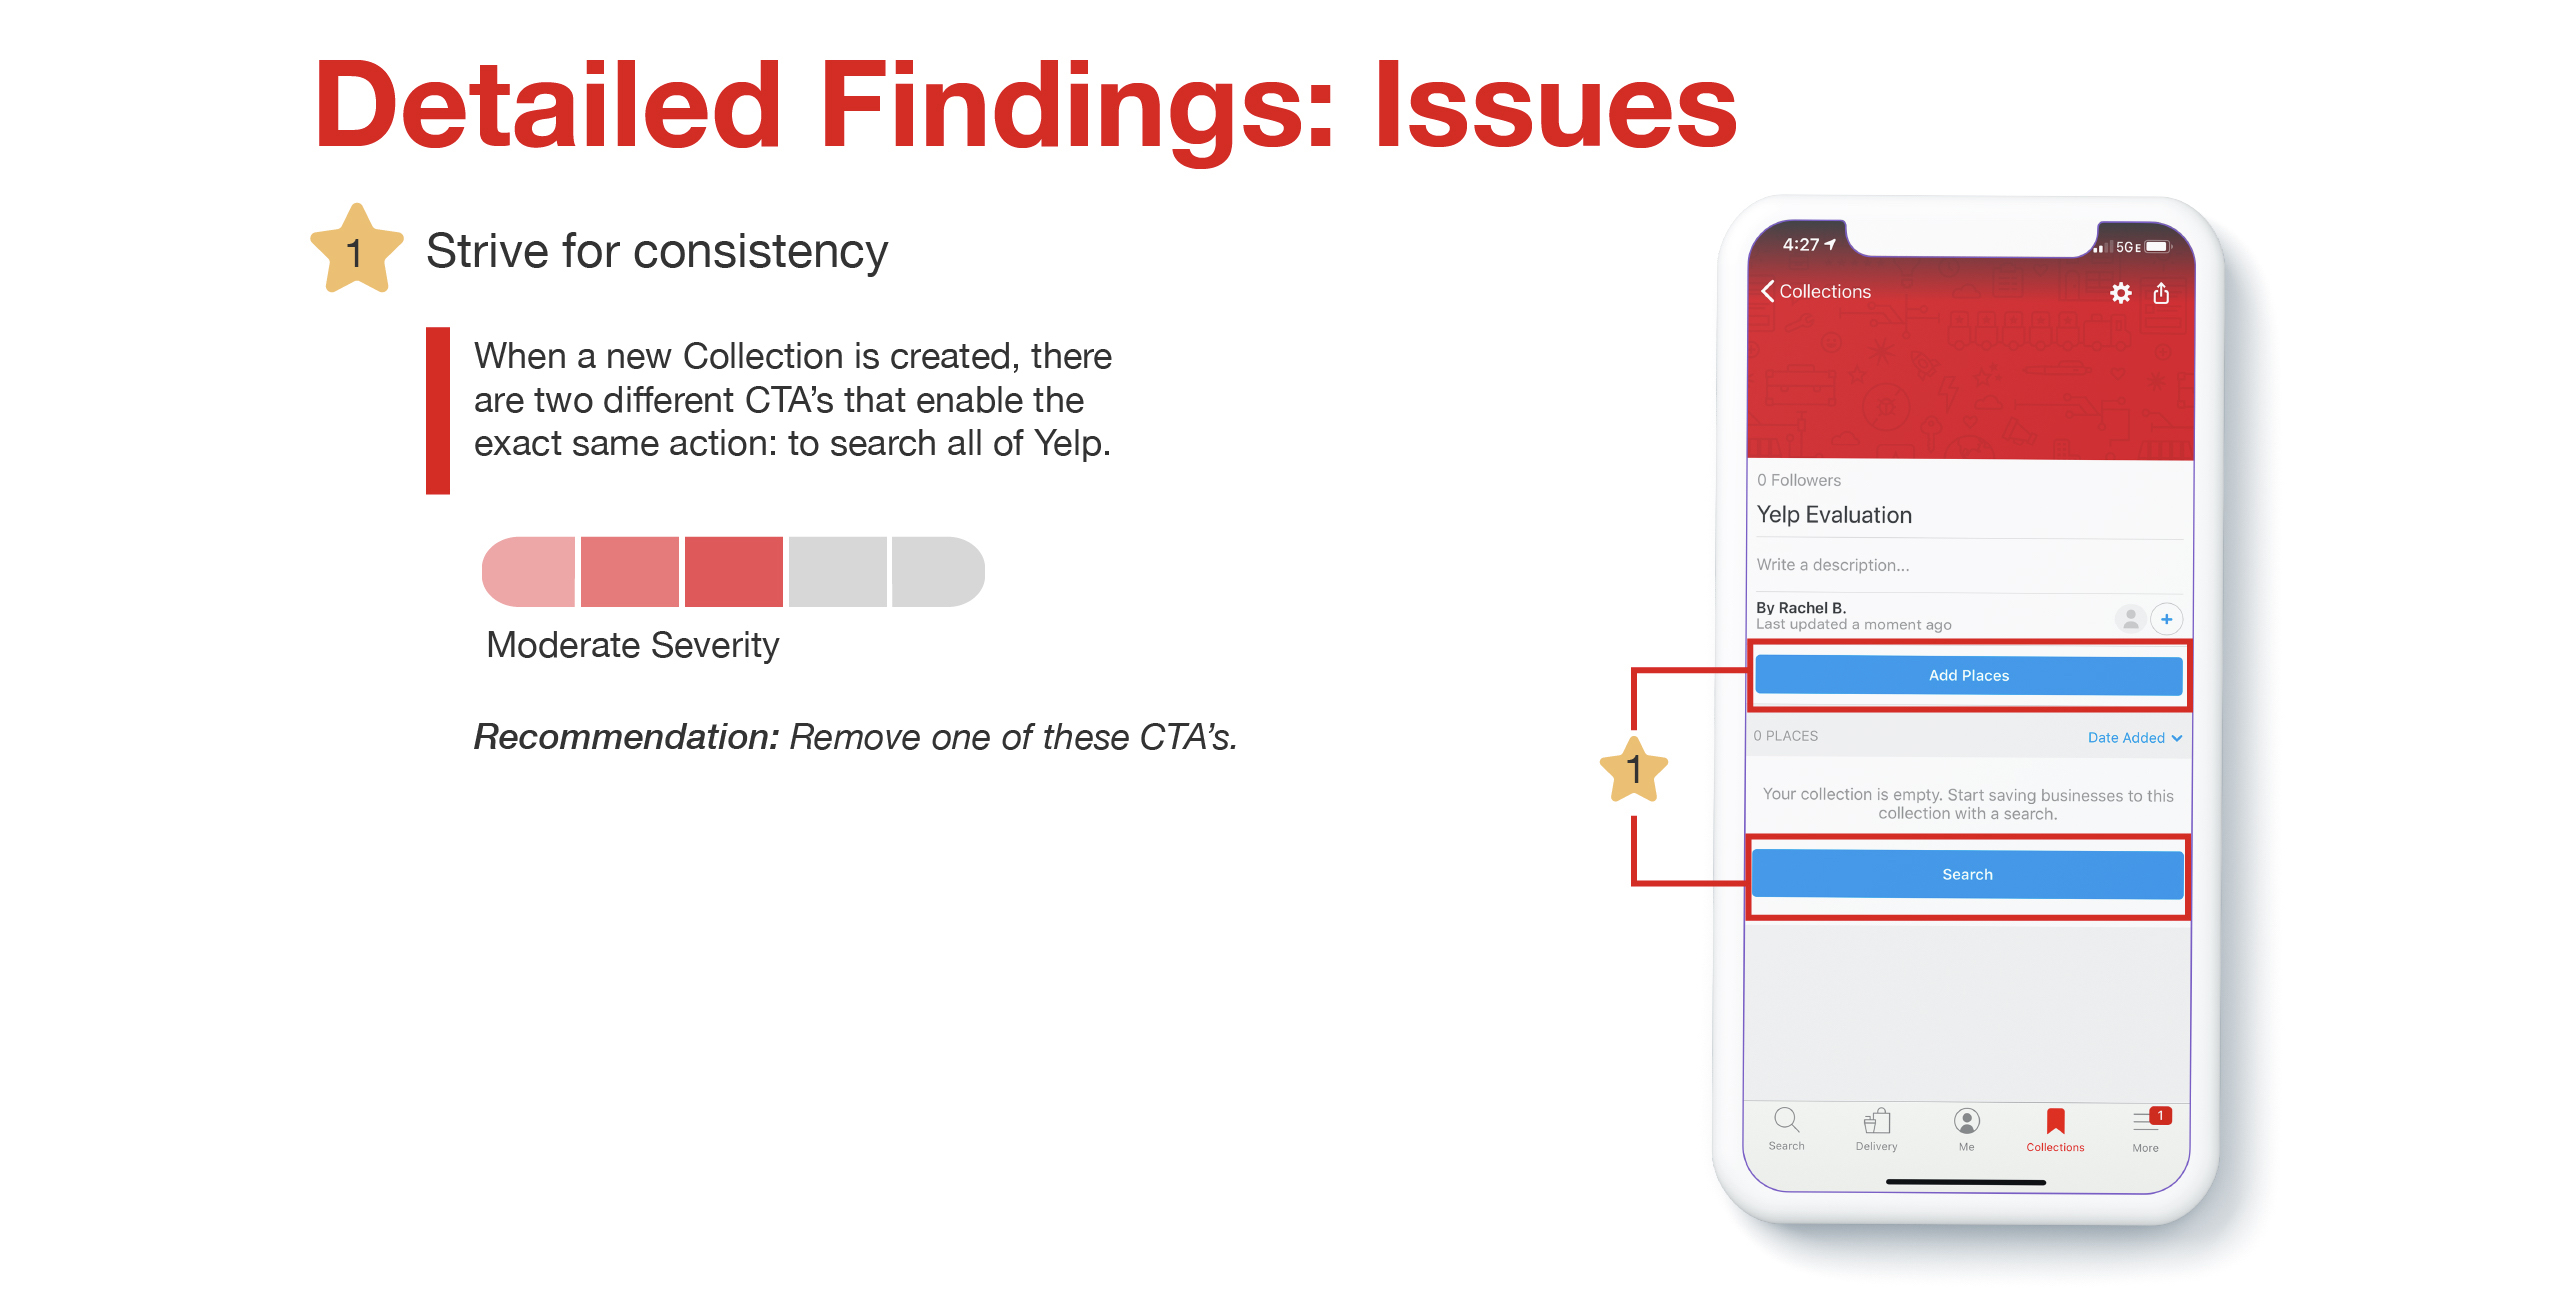 Detailed Findings: Issues
1
Strive for consistency
When a new Collection is created, there
are two different CTA's that enable the
exact same action: to search all of Yelp.
Moderate Severity
Recommendation: Remove one of these CTA's.
1
4:27
5GE
Collections
0 Followers
Yelp Evaluation
Write a description...
By Rachel B.
Last updated a moment ago
+
Add Places
0 PLACES
Date Added
Your collection is empty. Start saving businesses to this
collection with a search.
Search
1
Search
Delivery
Me
Collections
More